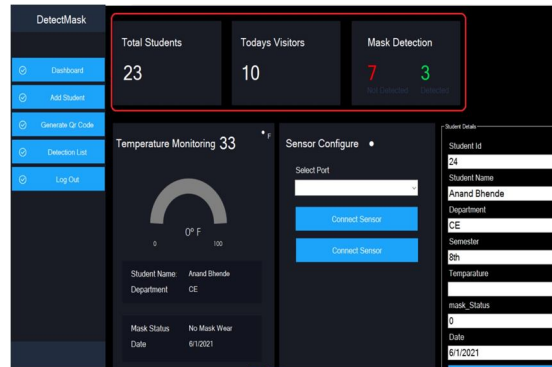 DetectMask
Dashboard
Add Student
Generate Qr Code
Detection List
Log Out
Total Students
23
Todays Visitors
10
Mask Detection
7
3
Not Detected
Detected
Temperature Monitoring 33 ° F
0° F
0
100
Student Name: Anand Bhende
Department CE
Mask Status No Mask Wear
Date 6/1/2021
Sensor Configure
Select Port
Connect Sensor
Connect Sensor
Student Details
Student Id
24
Student Name
Anand Bhende
Department
CE
Semester
8th
Temparature
mask_Status
0
Date
6/1/2021